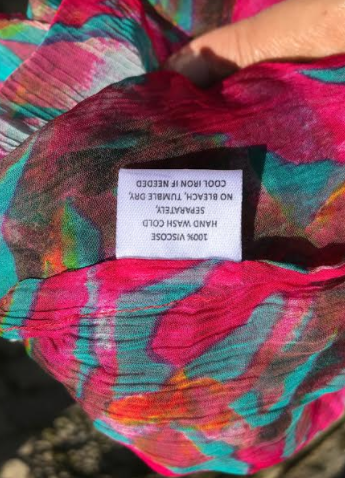 100% VISCOSE
HAND WASH COLD
SEPARATELY,
NO BLEACH, TUMBLE DRY,
COOL IRON IF NEEDED